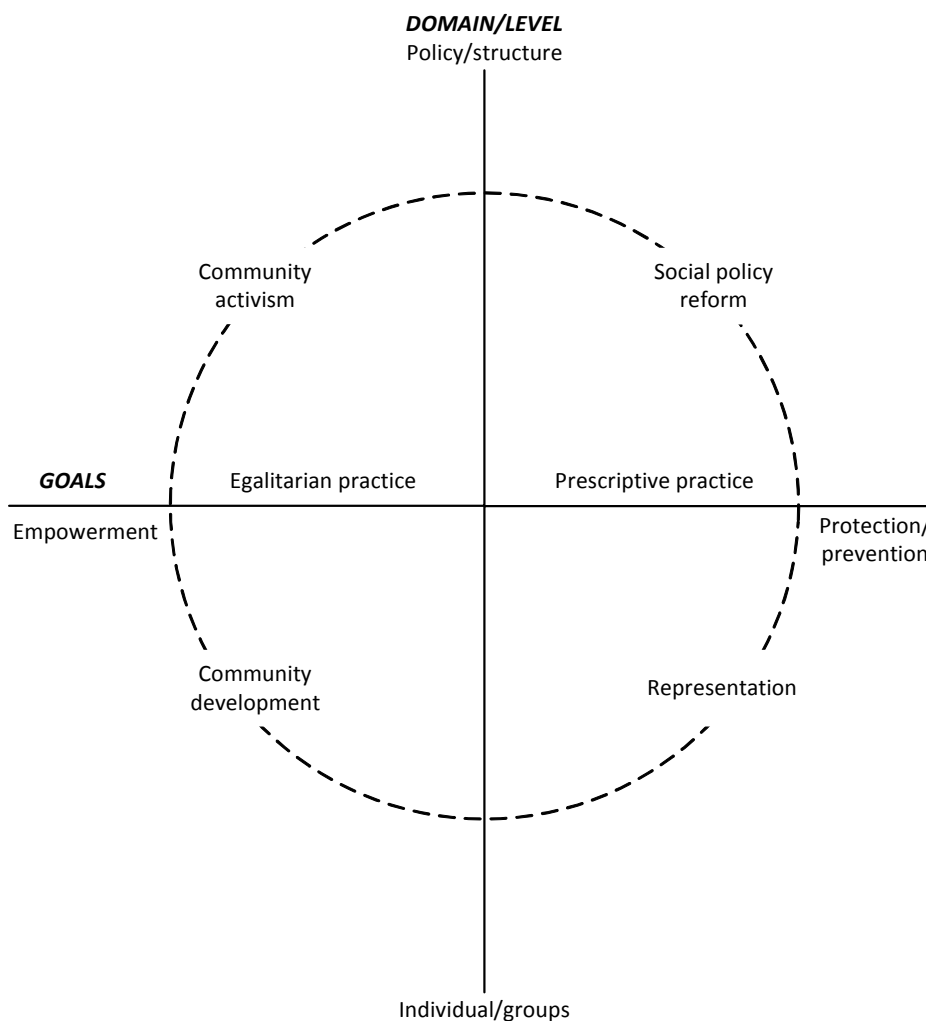 DOMAIN/LEVEL
Policy/structure
Community
activism
Social policy
reform
GOALS
Egalitarian practice
Prescriptive practice
Empowerment
Protection/
prevention
Community
development
Representation
Individual/groups